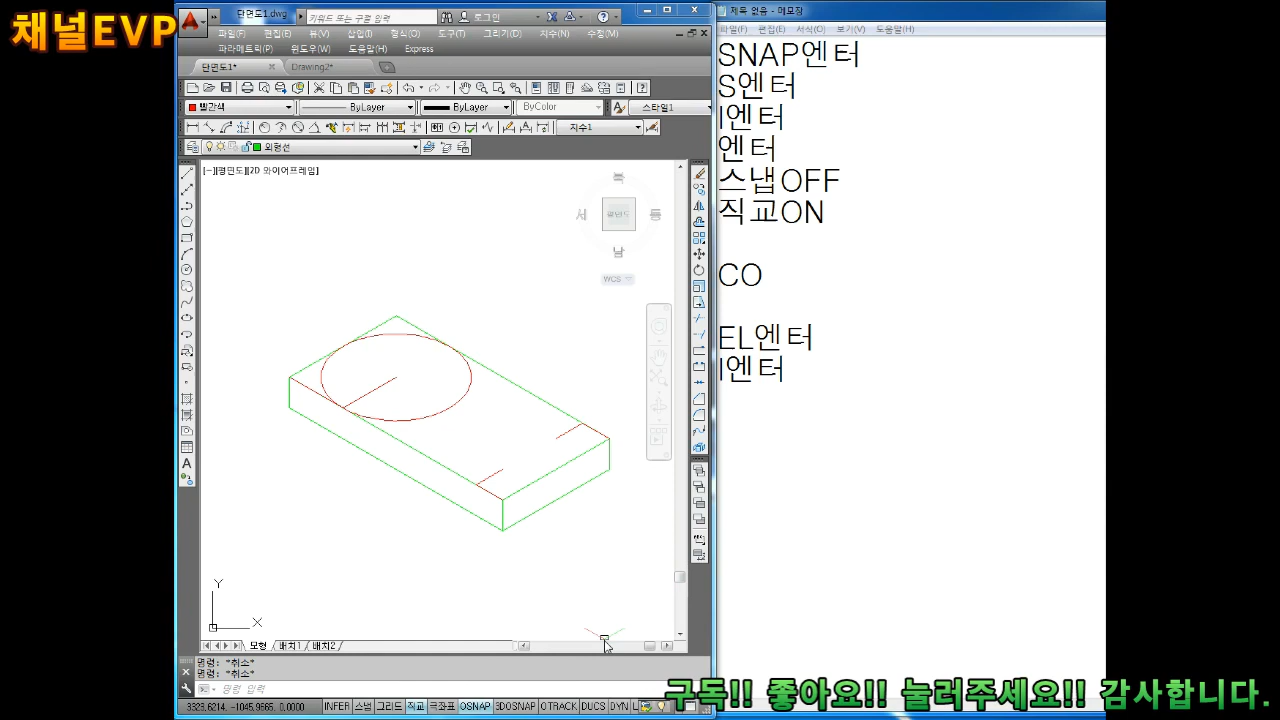 채널EVP
단면도1.dwg
키워드 또는 구절 입력
로그인
파일(F) 편집(E) 뷰(V) 삽입(I) 형식(O) 도구(T) 그리기(D) 치수(N) 수정(M)
파라메트릭(P) 윈도우(W) 도움말(H) Express
단면도1* Drawing2*
빨간색 ByLayer ByLayer ByColor 스타일1
치수1
외형선
[−]평면도][2D 와이어프레임]
북
서 평면도 동
남
WCS
Y
X
모형 배치1 배치2
명령: *취소*
명령: *취소*
명령 입력
0.0000 INFER 스냅 그리드 직교 OSNAP 3DOSNAP OTRACK DUCS DYN
제목 없음 - 메모장
파일(F) 편집(E) 서식(O) 보기(V) 도움말(H)
SNAP엔터
S엔터
I엔터
엔터
스냅OFF
직교ON
CO
EL엔터
I엔터
구독!! 좋아요!! 눌러주세요!! 감사합니다.